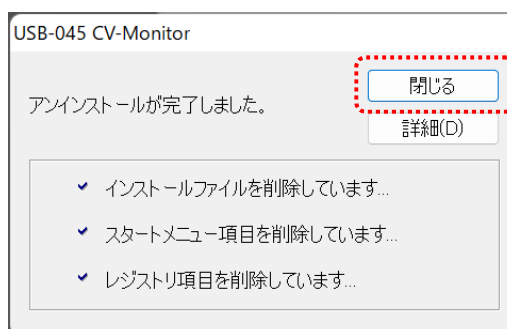 USB-045 CV-Monitor
アンインストールが完了しました。
閉じる
詳細(D)
インストールファイルを削除しています...
スタートメニュー項目を削除しています...
レジストリ項目を削除しています...